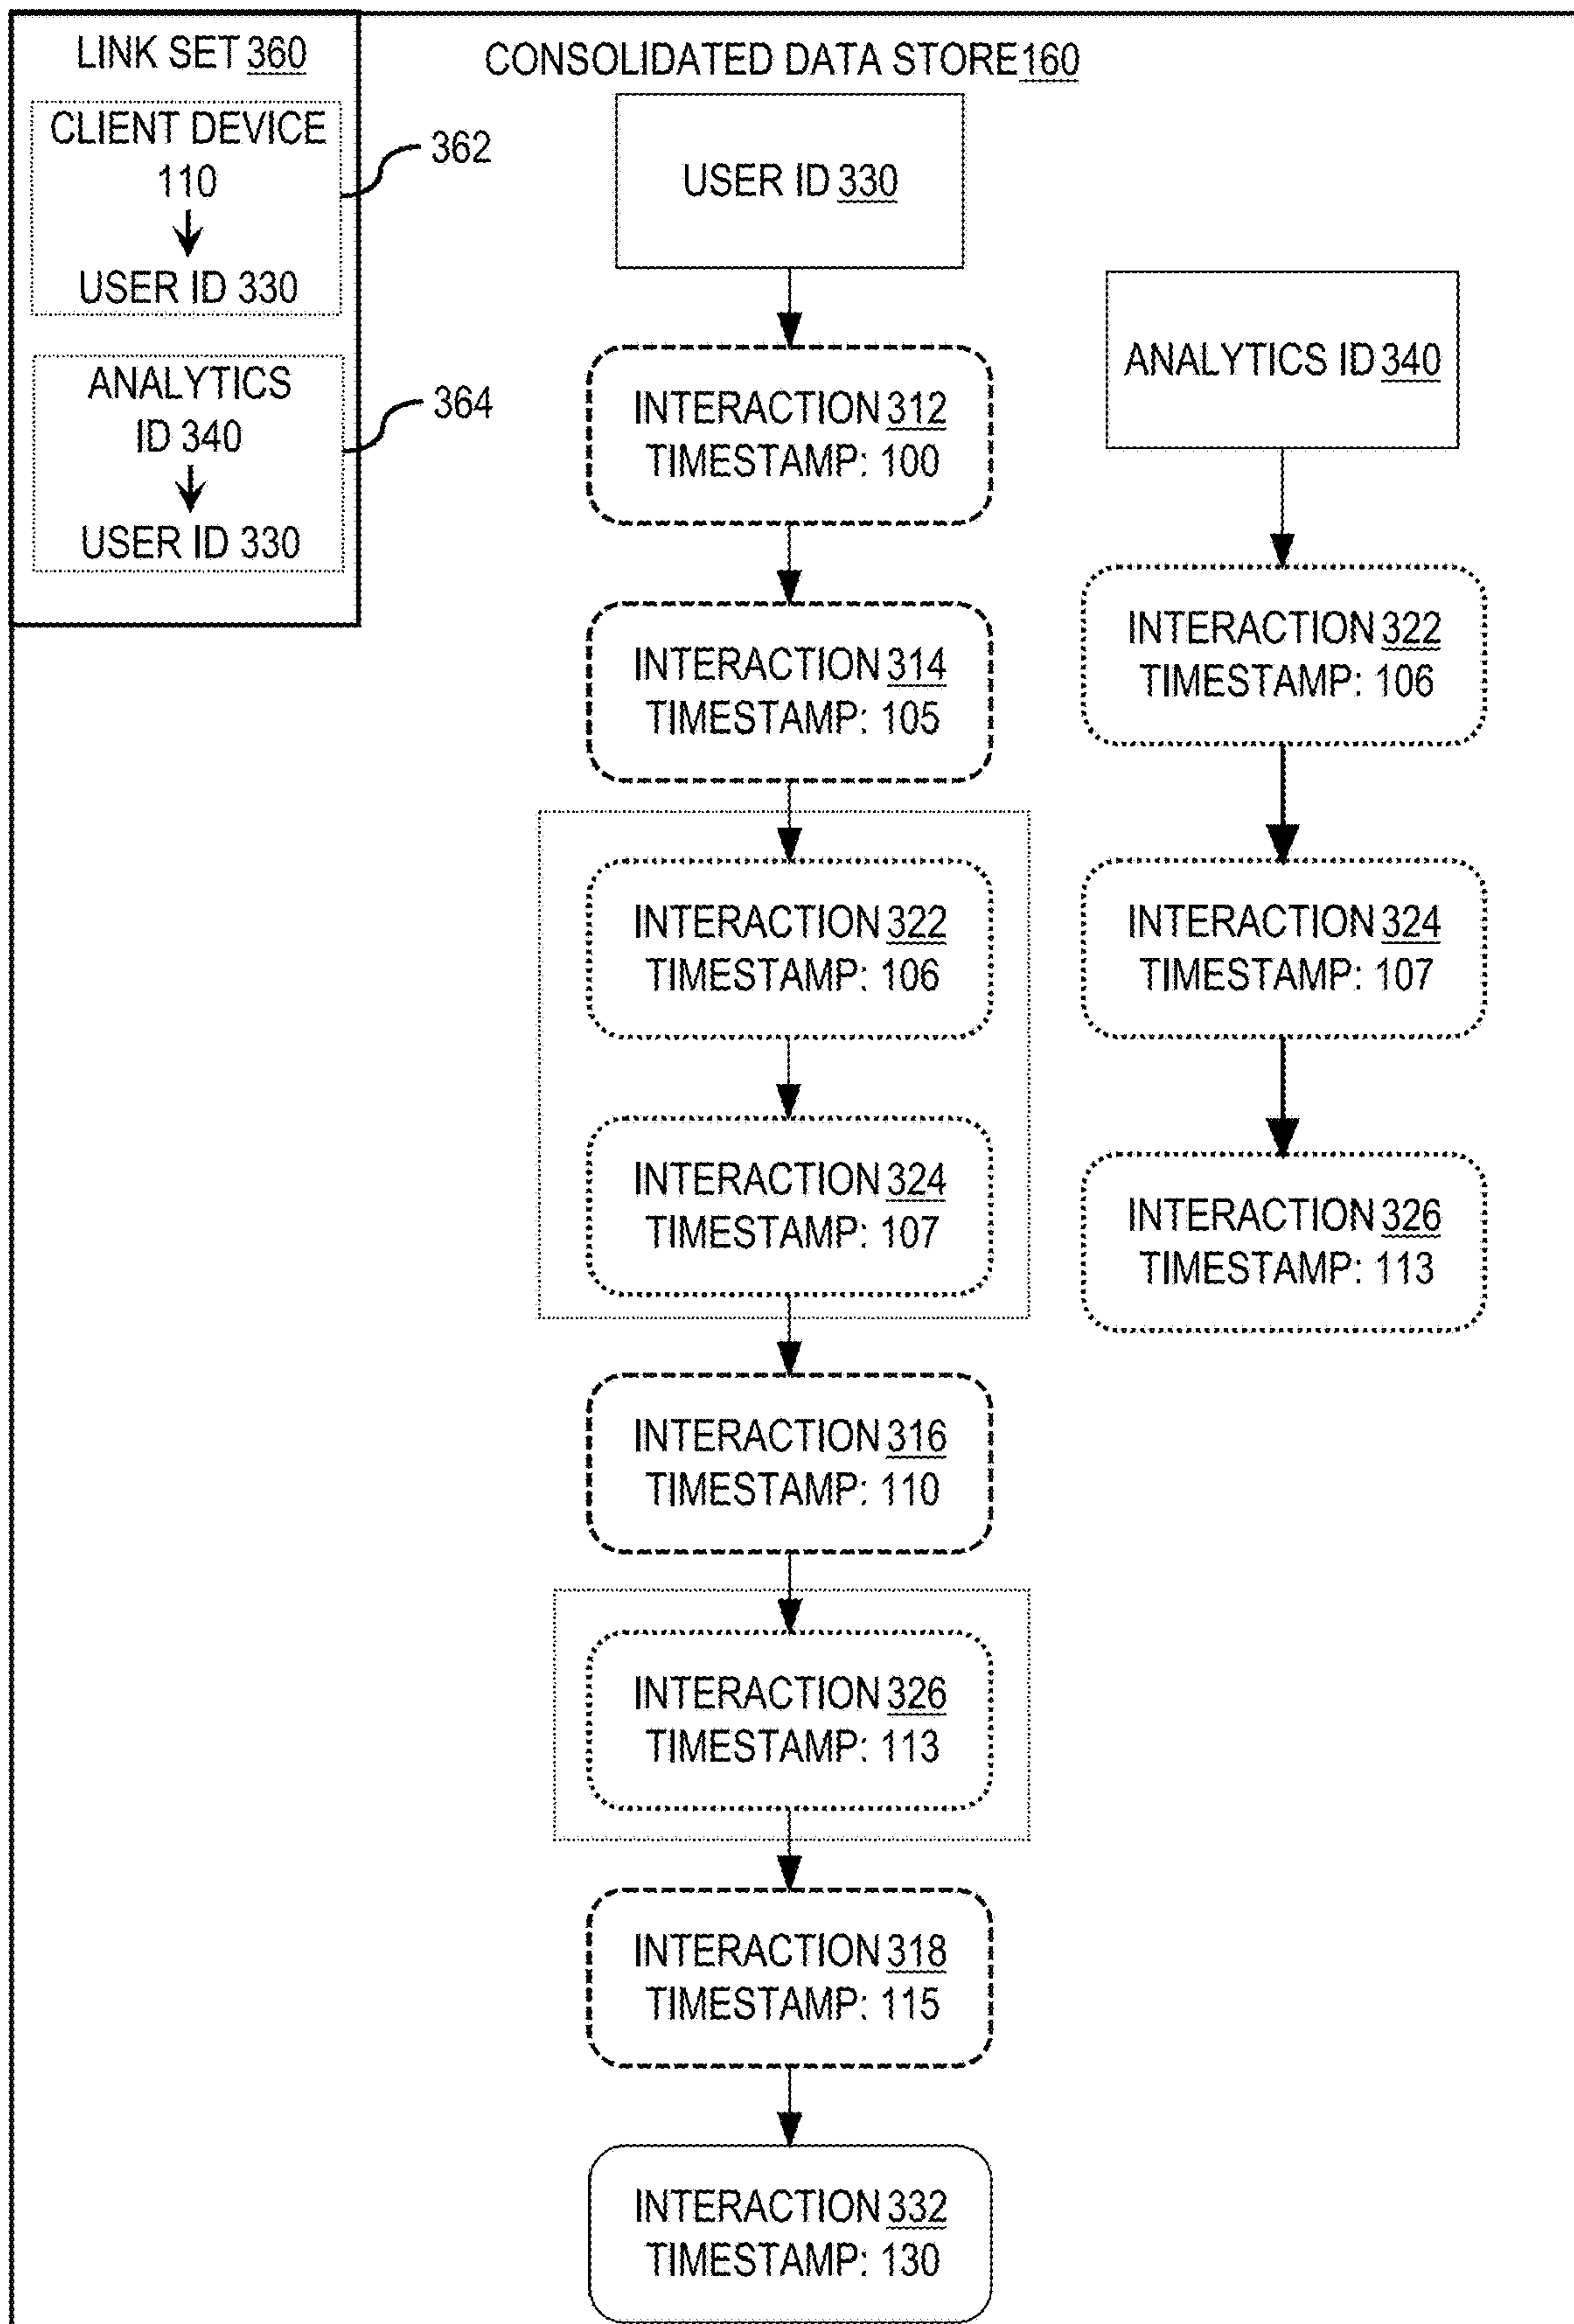 LINK SET 360
CLIENT DEVICE
110
USER ID 330
362
ANALYTICS
ID 340
USER ID 330
364
CONSOLIDATED DATA STORE 160
USER ID 330
INTERACTION 312
TIMESTAMP: 100
INTERACTION 314
TIMESTAMP: 105
INTERACTION 322
TIMESTAMP: 106
INTERACTION 324
TIMESTAMP: 107
INTERACTION 316
TIMESTAMP: 110
INTERACTION 326
TIMESTAMP: 113
INTERACTION 318
TIMESTAMP: 115
INTERACTION 332
TIMESTAMP: 130
ANALYTICS ID 340
INTERACTION 322
TIMESTAMP: 106
INTERACTION 324
TIMESTAMP: 107
INTERACTION 326
TIMESTAMP: 113